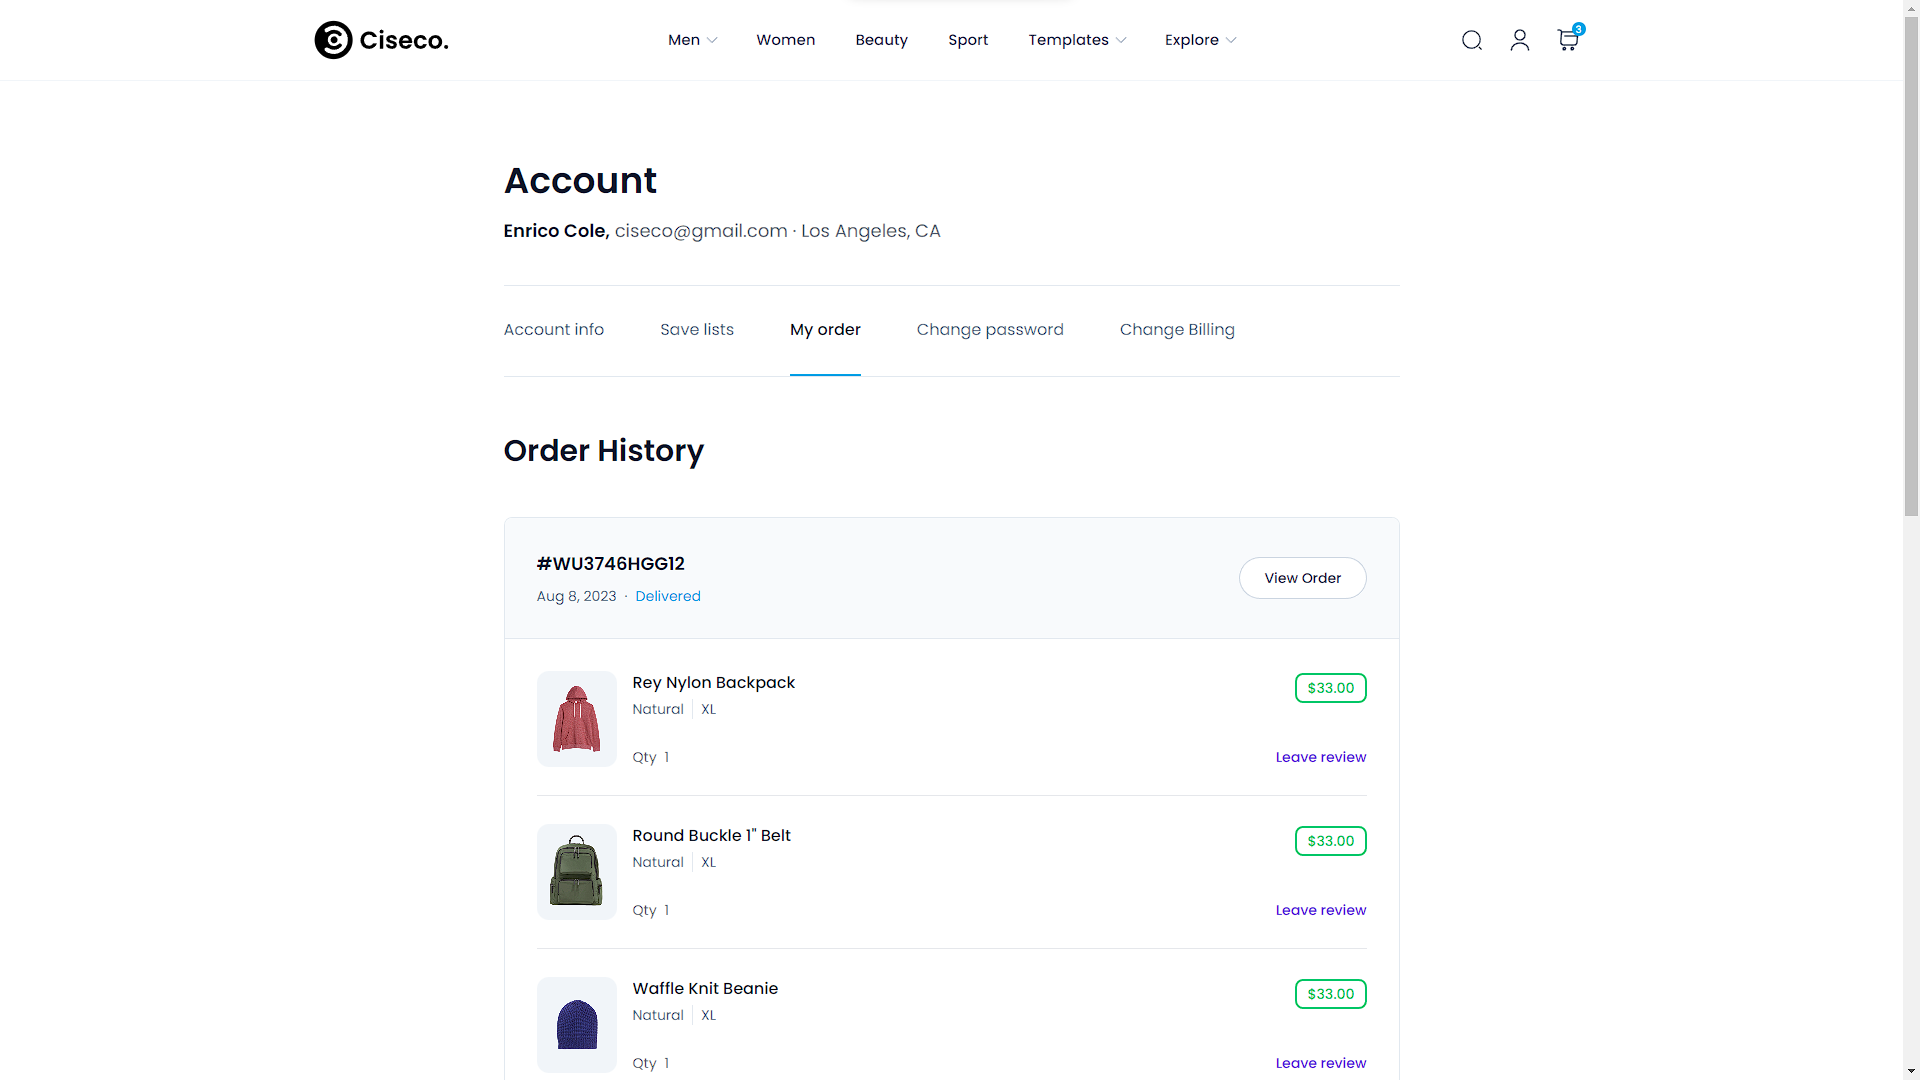 Ciseco.
Men Women Beauty Sport Templates Explore
3
Account
Enrico Cole, ciseco@gmail.com · Los Angeles, CA
Account info Save lists My order Change password Change Billing
Order History
#WU3746HGG12
View Order
Aug 8, 2023 · Delivered
Rey Nylon Backpack
$33.00
Natural XL
Qty 1
Leave review
Round Buckle 1" Belt
$33.00
Natural XL
Qty 1
Leave review
Waffle Knit Beanie
$33.00
Natural XL
Qty 1
Leave review